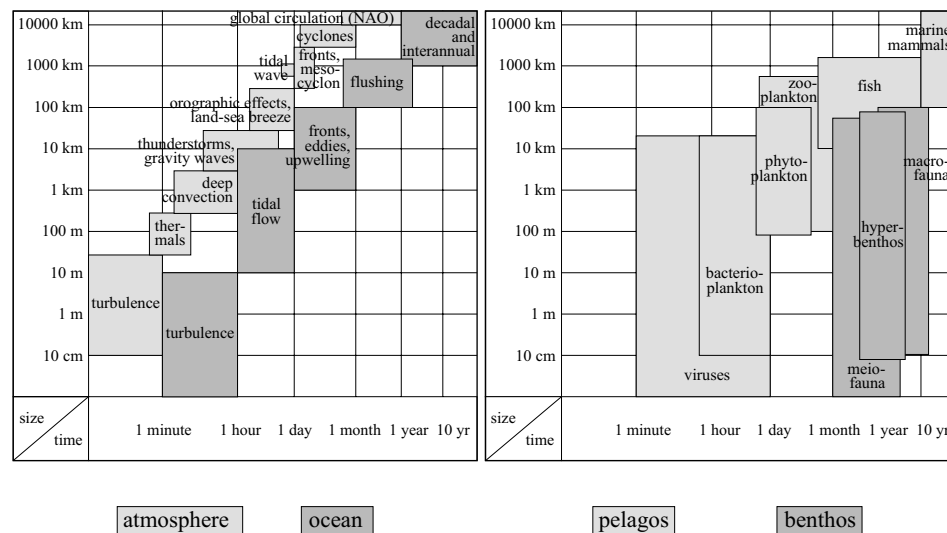 10000 km
1000 km
100 km
10 km
1 km
100 m
10 m
1 m
10 cm
global circulation (NAO)
cyclones
decadal
and
interannual
tidal
wave
fronts,
meso-
cyclon
flushing
orographic effects,
land-sea breeze
thunderstorms,
gravity waves
fronts,
eddies,
upwelling
deep
convection
tidal
flow
ther-
mals
turbulence
turbulence
size
time
1 minute
1 hour
1 day
1 month
1 year
10 yr
10000 km
1000 km
100 km
10 km
1 km
100 m
10 m
1 m
10 cm
marine
mammals
zoo-
plankton
fish
phyto-
plankton
macro-
fauna
hyper-
benthos
bacterio-
plankton
viruses
meio-
fauna
size
time
1 minute
1 hour
1 day
1 month
1 year
10 yr
atmosphere
ocean
pelagos
benthos